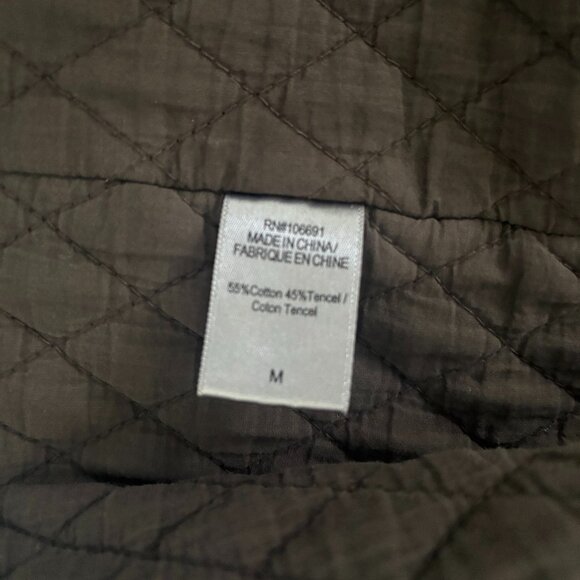 RN#106691
MADE IN CHINA/
FABRIQUE EN CHINE
55%Cotton 45%Tencel /
Coton Tencel
M